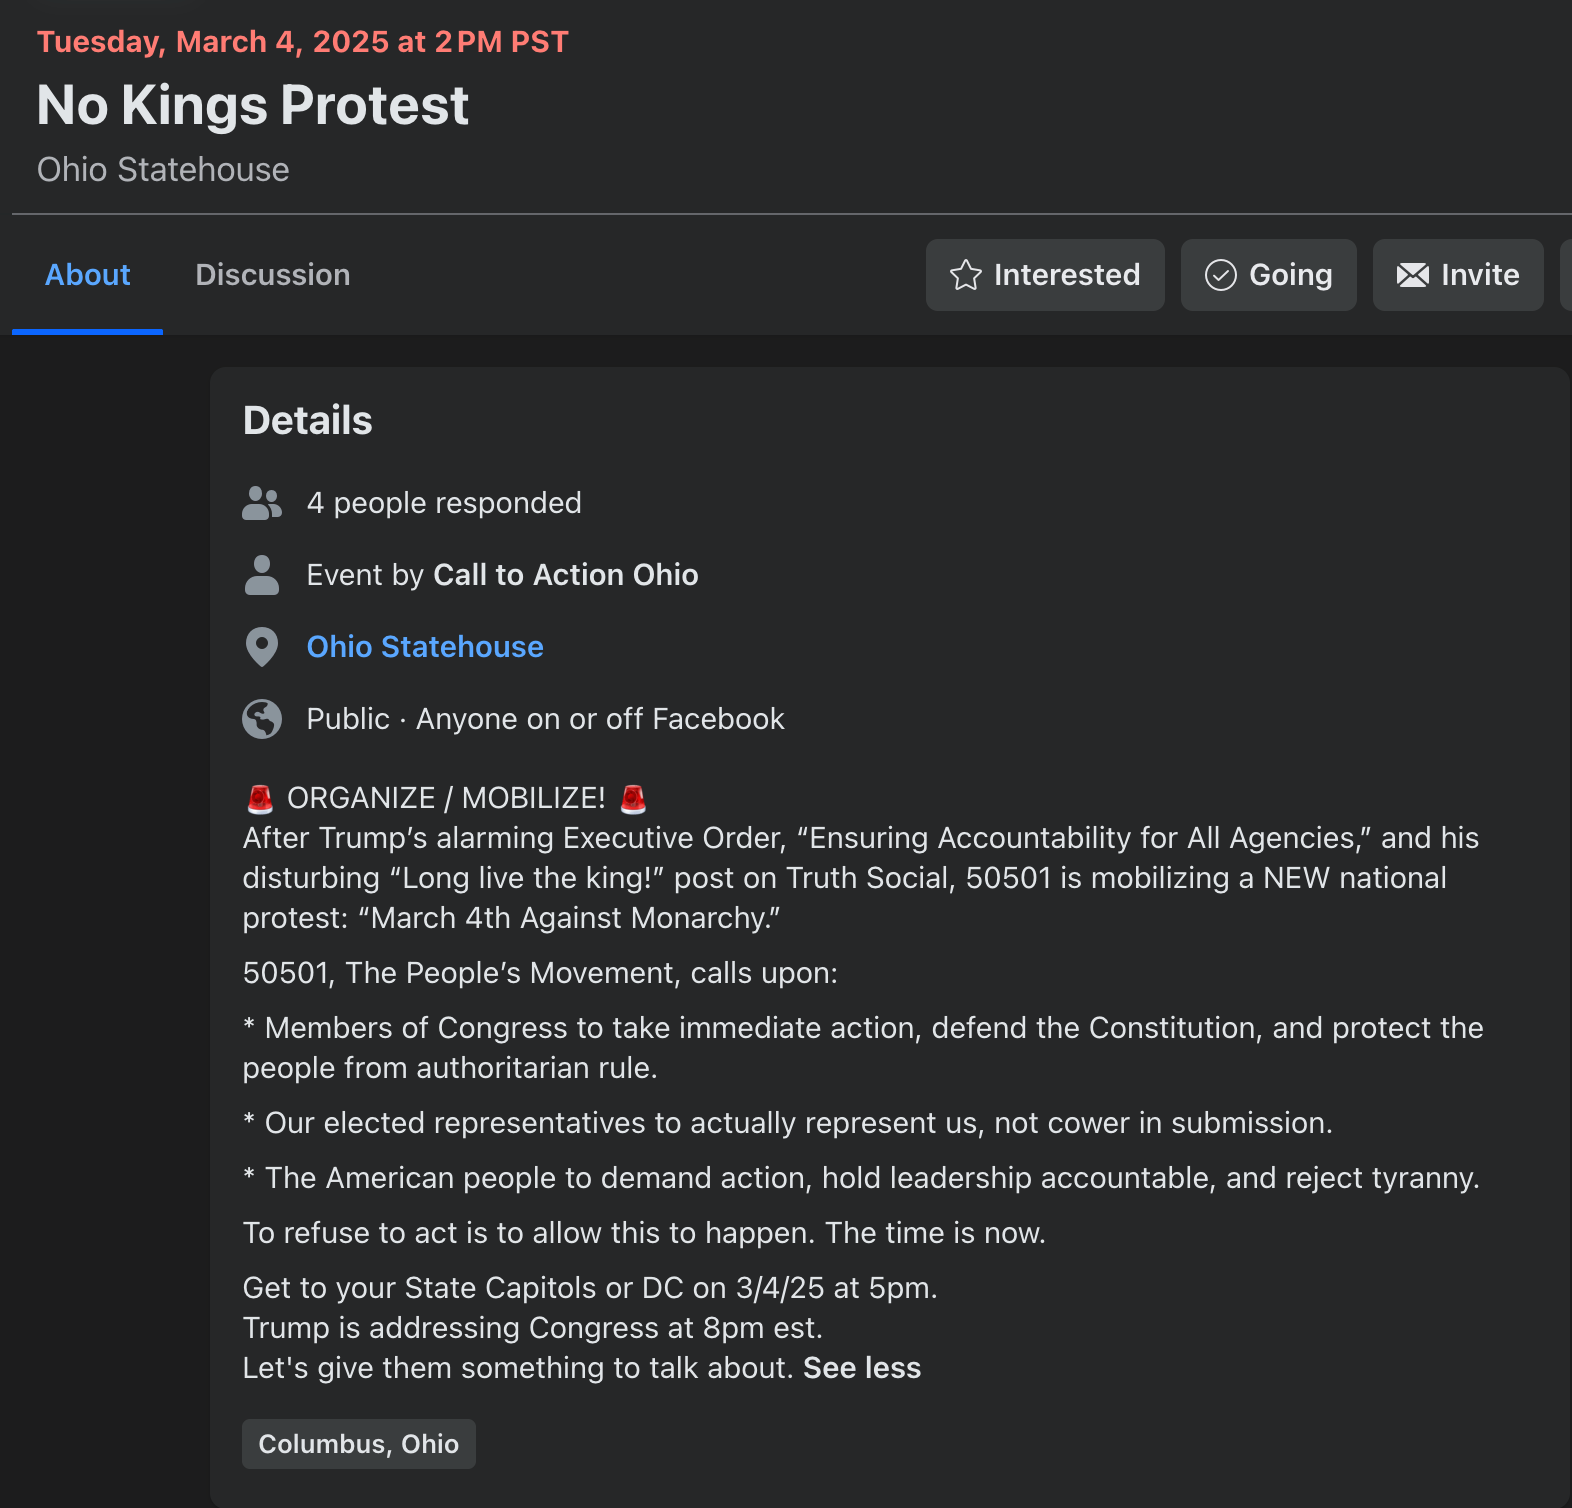 Tuesday, March 4, 2025 at 2 PM PST
No Kings Protest
Ohio Statehouse
About
Discussion
Interested
Going
Invite
Details
4 people responded
Event by Call to Action Ohio
Ohio Statehouse
Public · Anyone on or off Facebook
🚨 ORGANIZE / MOBILIZE! 🚨
After Trump’s alarming Executive Order, “Ensuring Accountability for All Agencies,” and his
disturbing “Long live the king!” post on Truth Social, 50501 is mobilizing a NEW national
protest: “March 4th Against Monarchy.”
50501, The People’s Movement, calls upon:
* Members of Congress to take immediate action, defend the Constitution, and protect the
people from authoritarian rule.
* Our elected representatives to actually represent us, not cower in submission.
* The American people to demand action, hold leadership accountable, and reject tyranny.
To refuse to act is to allow this to happen. The time is now.
Get to your State Capitols or DC on 3/4/25 at 5pm.
Trump is addressing Congress at 8pm est.
Let's give them something to talk about. See less
Columbus, Ohio